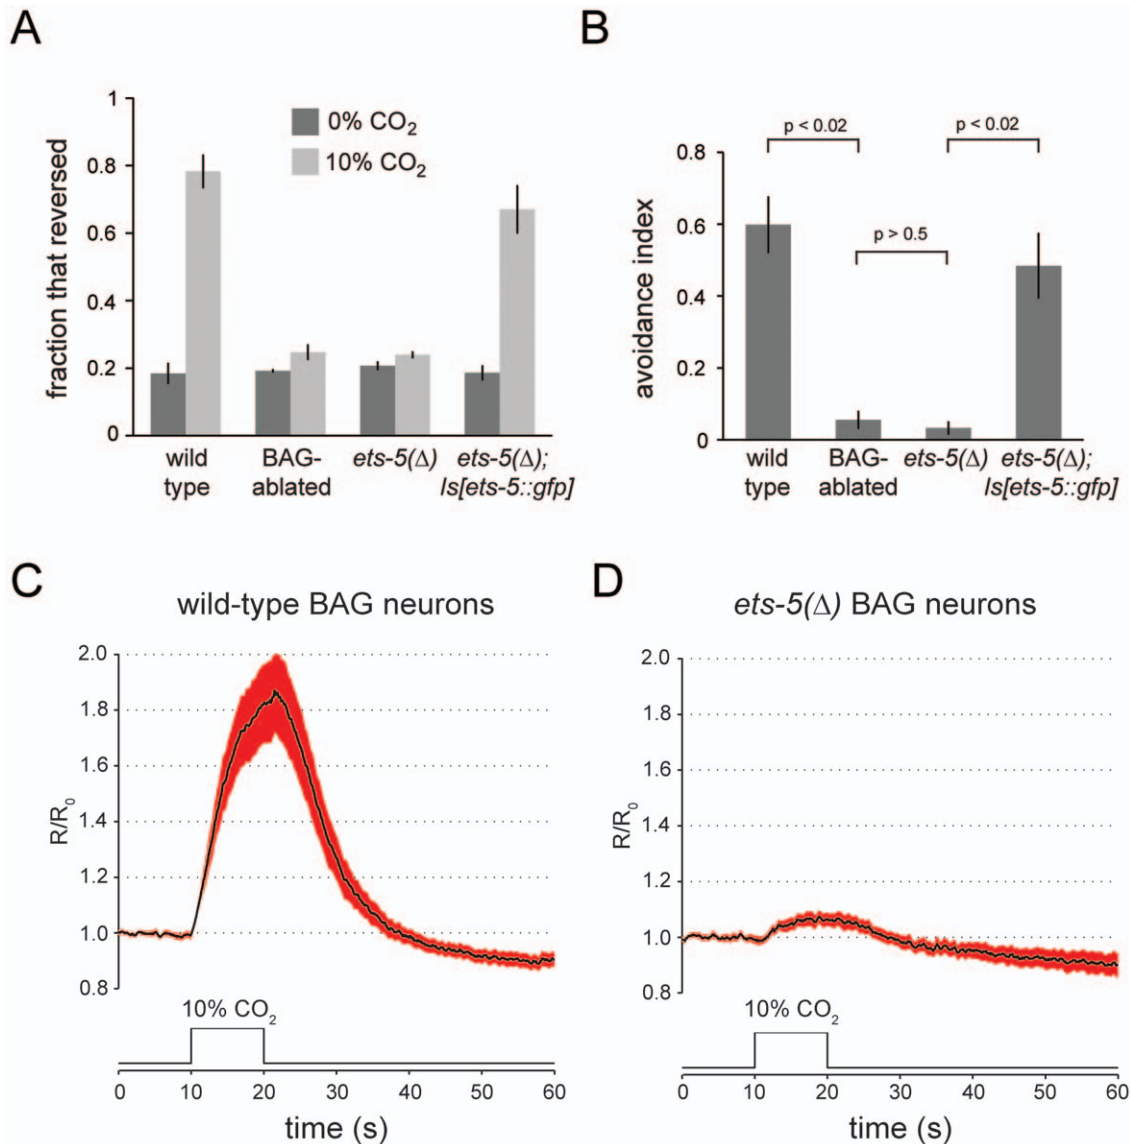 A
fraction that reversed
1
0.8
0.6
0.4
0.2
0
0% CO₂
10% CO₂
wild type
BAG-ablated
ets-5(Δ)
ets-5(Δ); Is[ets-5::gfp]
B
avoidance index
0.8
0.6
0.4
0.2
0
p < 0.02
p < 0.02
p > 0.5
wild type
BAG-ablated
ets-5(Δ)
ets-5(Δ); Is[ets-5::gfp]
C
wild-type BAG neurons
R/R₀
2.0
1.8
1.6
1.4
1.2
1.0
0.8
10% CO₂
0 10 20 30 40 50 60
time (s)
D
ets-5(Δ) BAG neurons
R/R₀
2.0
1.8
1.6
1.4
1.2
1.0
0.8
10% CO₂
0 10 20 30 40 50 60
time (s)